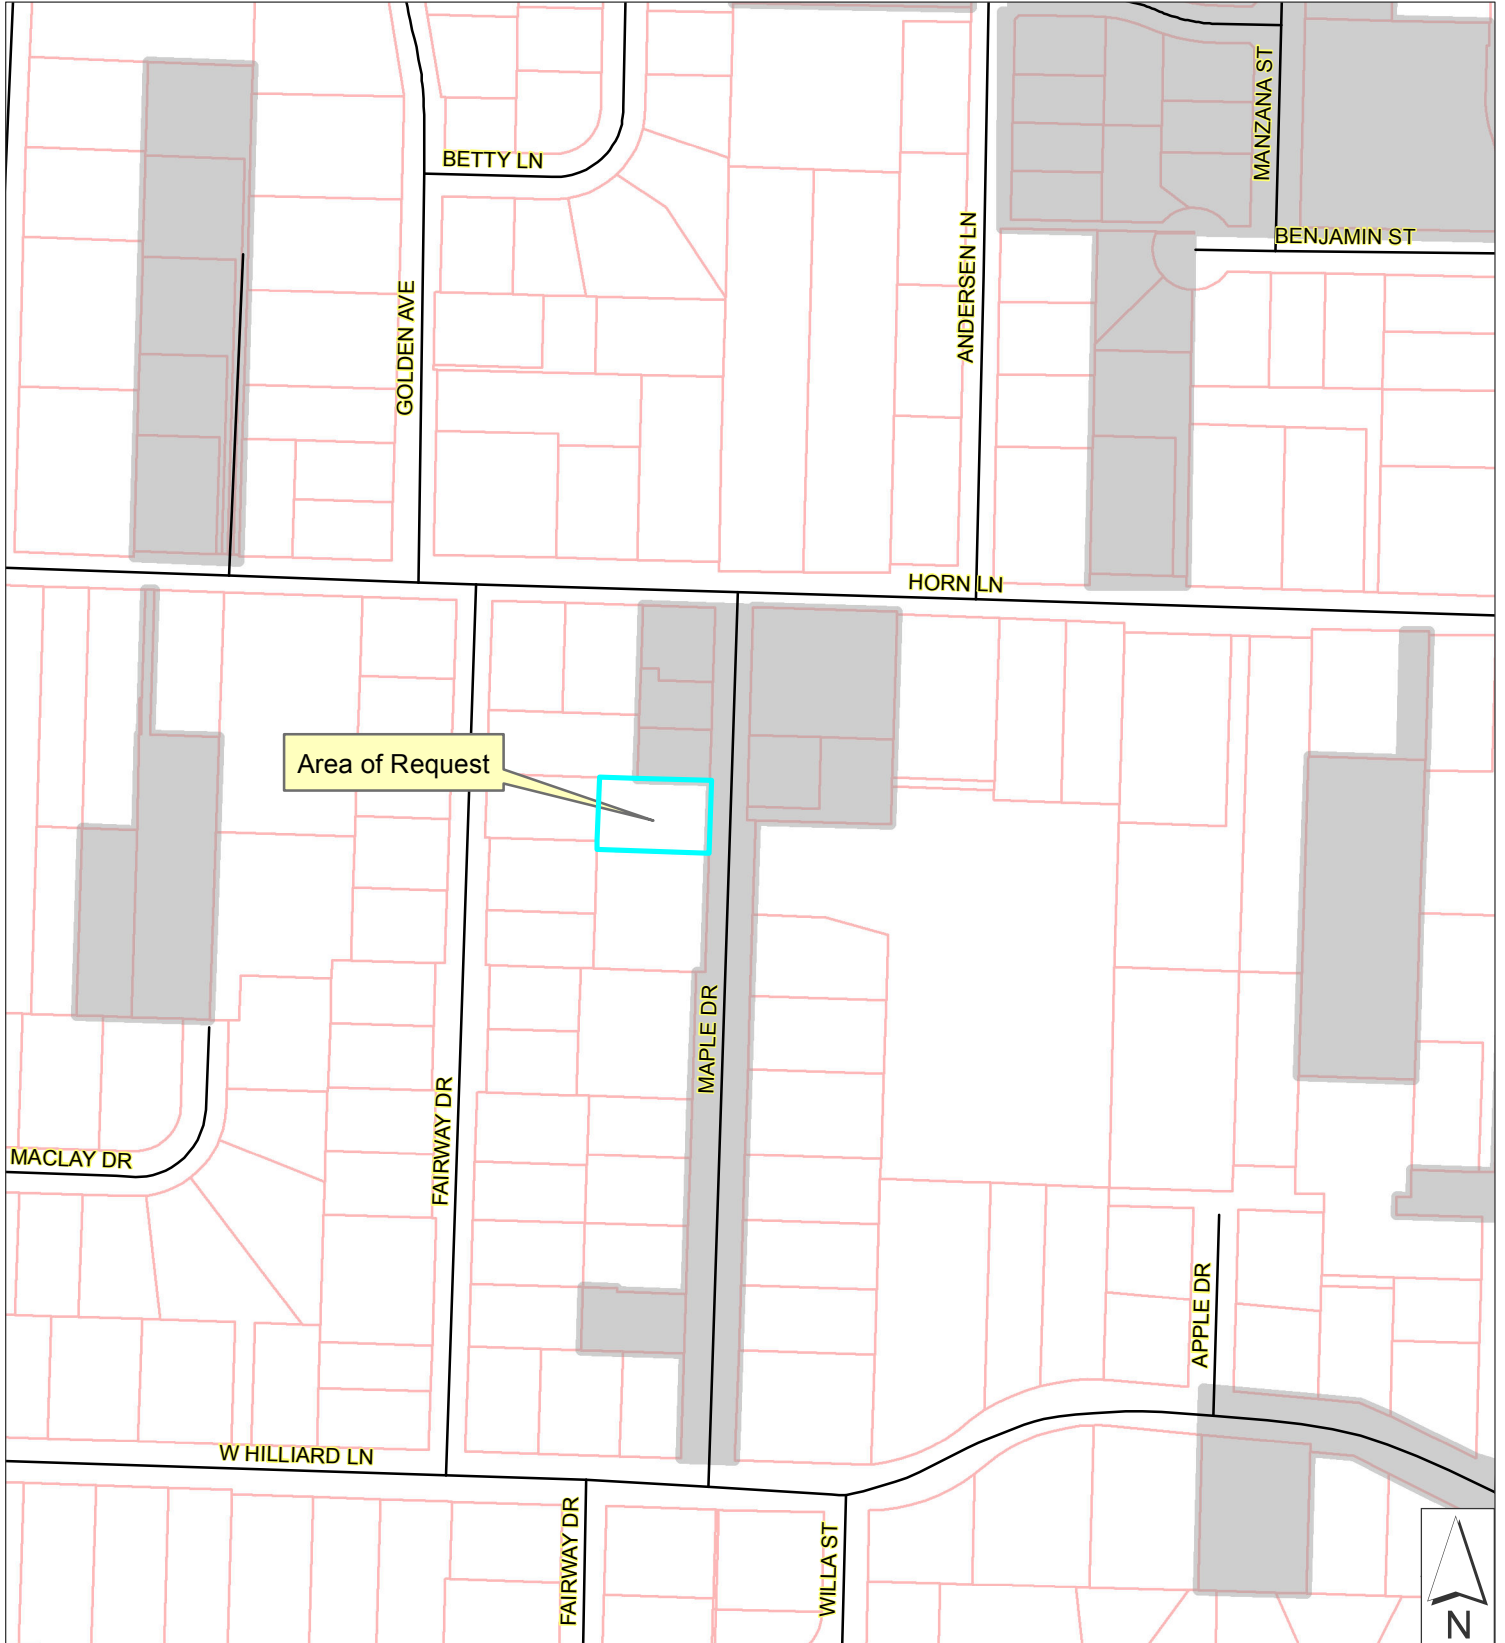 MANZANA ST
BETTY LN
BENJAMIN ST
ANDERSEN LN
GOLDEN AVE
HORN LN
Area of Request
MAPLE DR
FAIRWAY DR
MACLAY DR
APPLE DR
W HILLIARD LN
FAIRWAY DR
WILLA ST
N